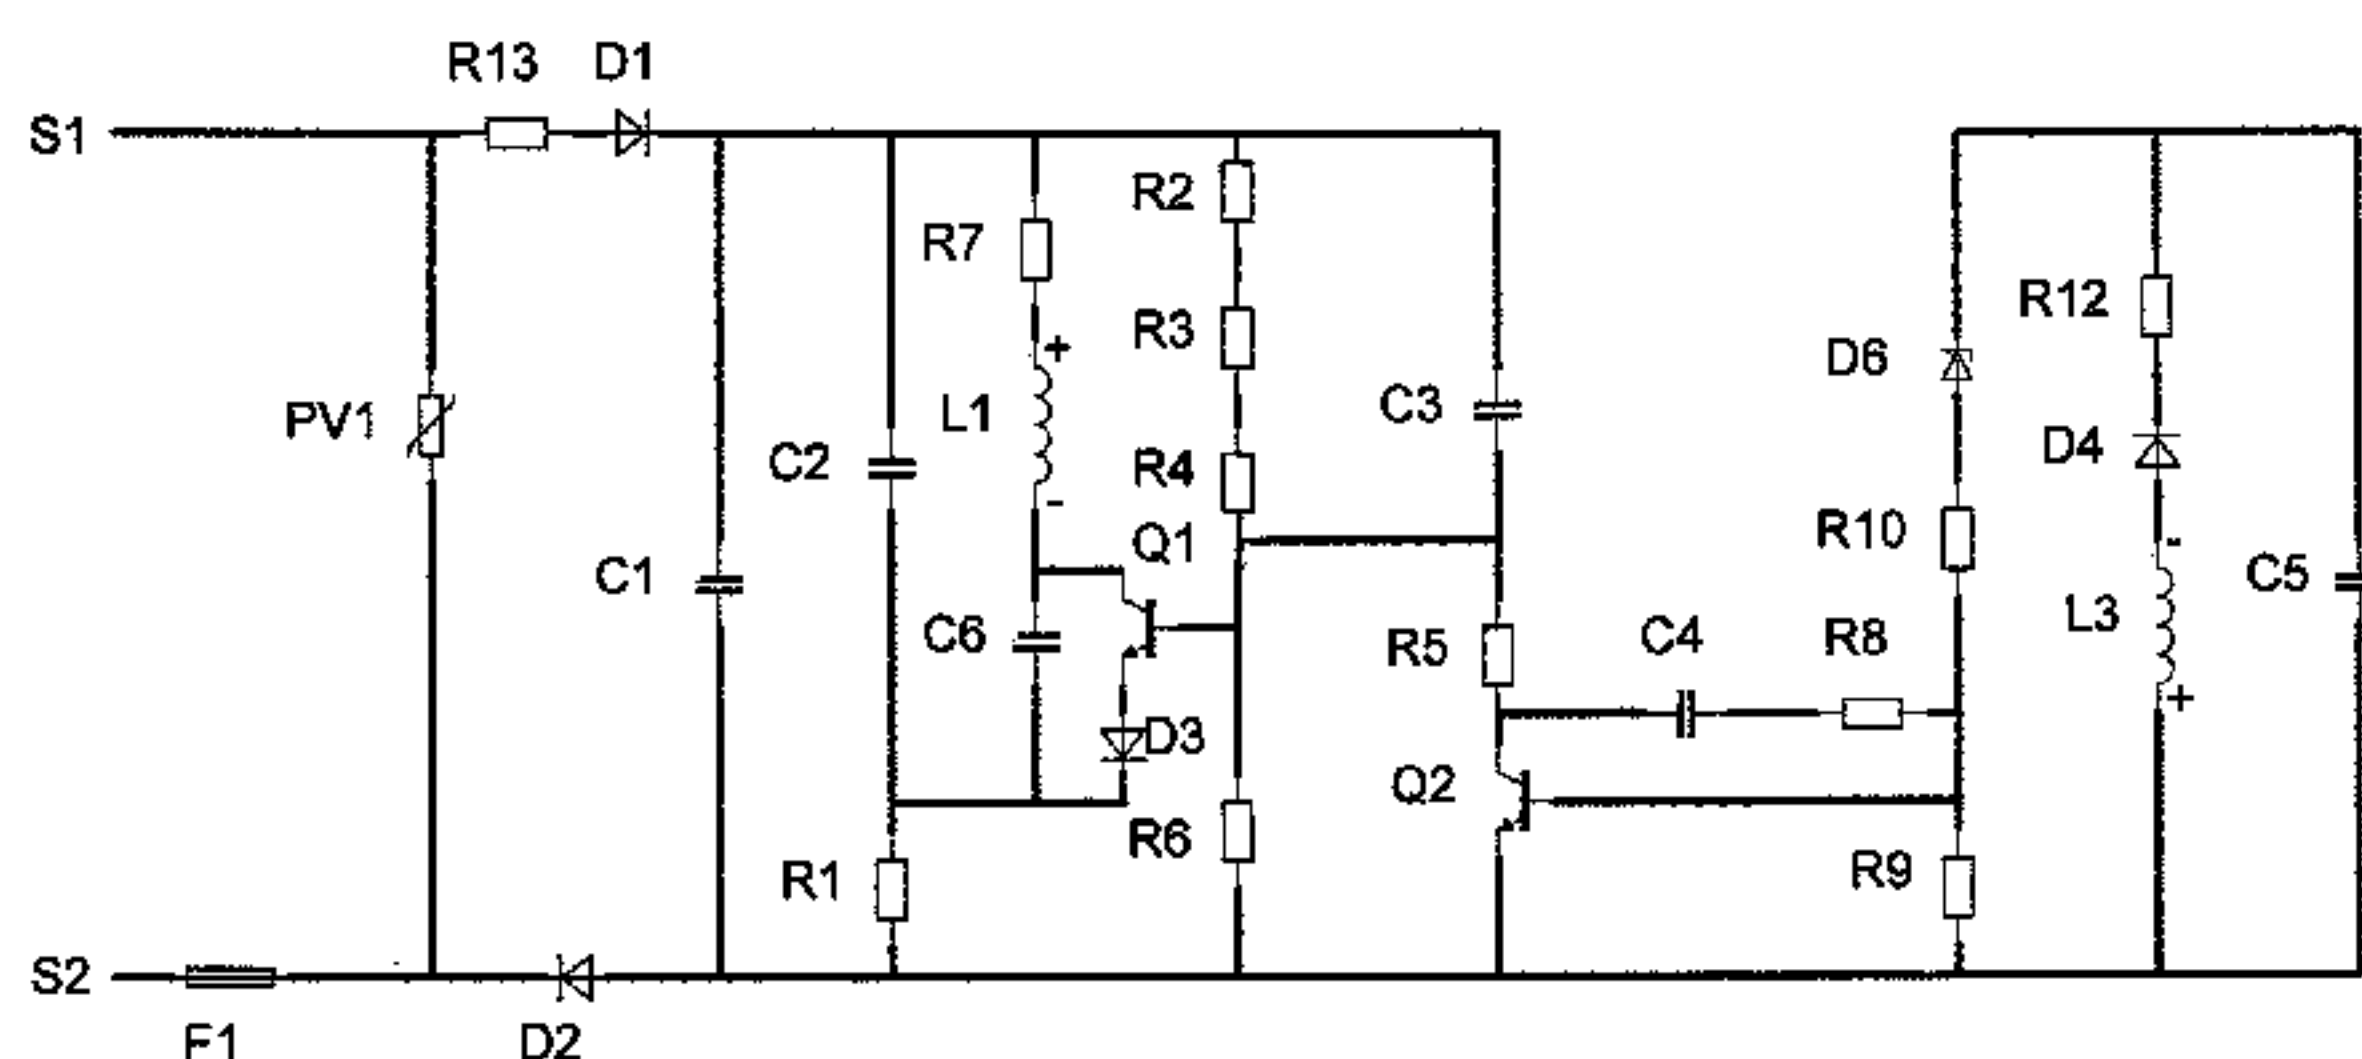 R13 D1
S1
R2
R7
R12
R3
D6
C3
PV1
+
L1
D4
C2
R4
-
R10
Q1
-
C1
C5
L3
C6
R5
C4
R8
+
D3
Q2
R6
R9
R1
S2
F1
D2